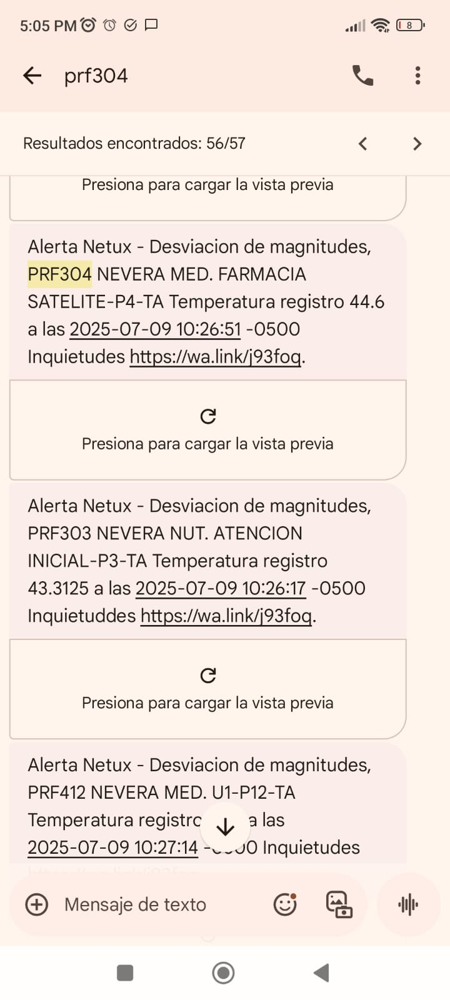 5:05 PM
8
prf304
Resultados encontrados: 56/57
Presiona para cargar la vista previa
Alerta Netux - Desviacion de magnitudes,
PRF304 NEVERA MED. FARMACIA
SATELITE-P4-TA Temperatura registro 44.6
a las 2025-07-09 10:26:51 -0500
Inquietudes https://wa.link/j93foq.
Presiona para cargar la vista previa
Alerta Netux - Desviacion de magnitudes,
PRF303 NEVERA NUT. ATENCION
INICIAL-P3-TA Temperatura registro
43.3125 a las 2025-07-09 10:26:17 -0500
Inquietuddes https://wa.link/j93foq.
Presiona para cargar la vista previa
Alerta Netux - Desviacion de magnitudes,
PRF412 NEVERA MED. U1-P12-TA
Temperatura registro a las
2025-07-09 10:27:14 Inquietudes
Mensaje de texto